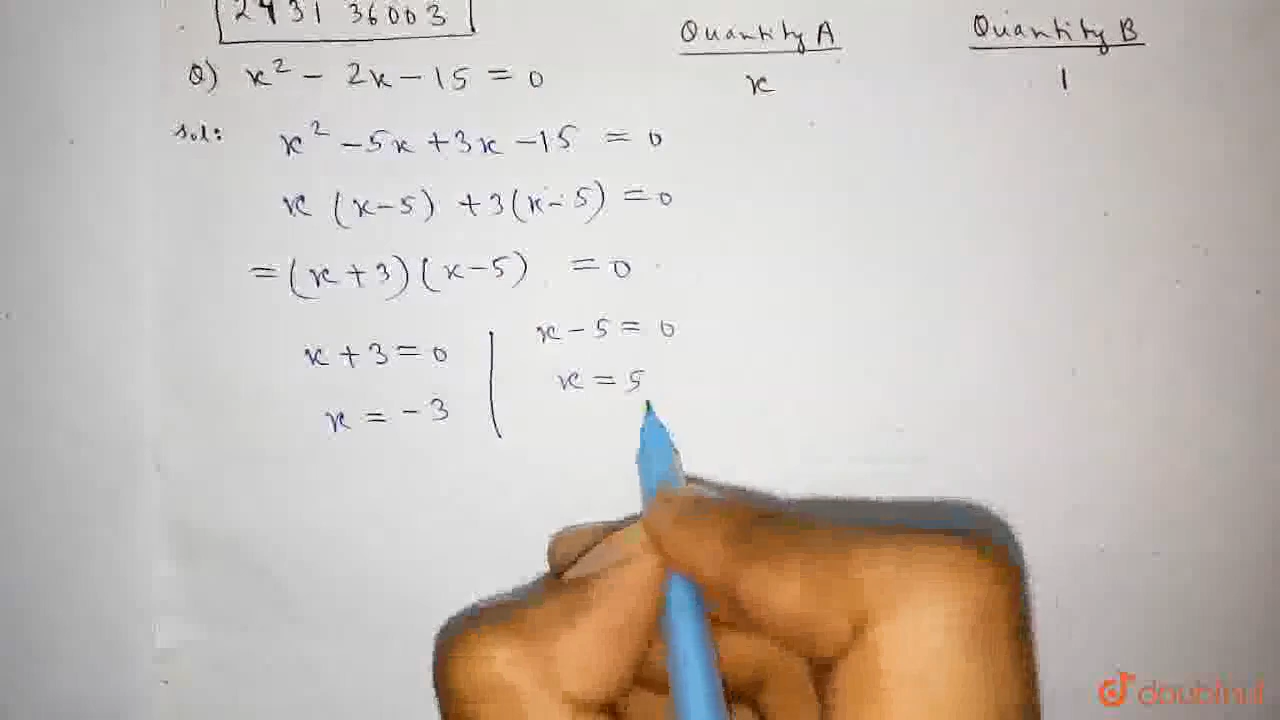 2431 36003
Quantity A Quantity B
Q) x² - 2x - 15 = 0
x 1
Sol: x² - 5x + 3x - 15 = 0
x (x-5) + 3(x-5) = 0
= (x+3)(x-5) = 0
x + 3 = 0
x - 5 = 0
x = -3
x = 5
doubtnut